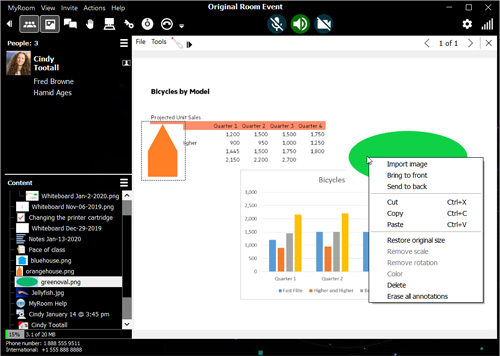 MyRoom View Invite Actions Help
Original Room Event
People: 3
Cindy
Tootall
Fred Browne
Hamid Ages
File Tools
1 of 1
Bicycles by Model
Projected Unit Sales
Quarter 1 Quarter 2 Quarter 3 Quarter 4
1,200 1,300 1,500 1,750
higher 900 950 1,000 1,250
1,445 1,500 1,750 1,800
2,150 2,200 2,700
Import image
Bring to front
Send to back
Cut Ctrl+X
Copy Ctrl+C
Paste Ctrl+V
Restore original size
Remove scale
Remove rotation
Color
Delete
Erase all annotations
Bicycles
3,000
2,500
2,000
1,500
1,000
500
0
Quarter 1 Quarter 2
Fast Fille Higher and Higher
Content
Whiteboard Jan-2-2020.png
Whiteboard Nov-06-2019.png
Changing the printer cartridge
Whiteboard Dec-29-2019
Notes Jan-13-2020
Pace of class
bluehouse.png
orangehouse.png
greenoval.png
Jellyfish.jpg
MyRoom Help
Cindy January 14 @ 3:45 pm
Cindy Tootall
15% 3.1 of 20 MB
Phone number: 1 888 555 9511
International: +1 555 888 8888